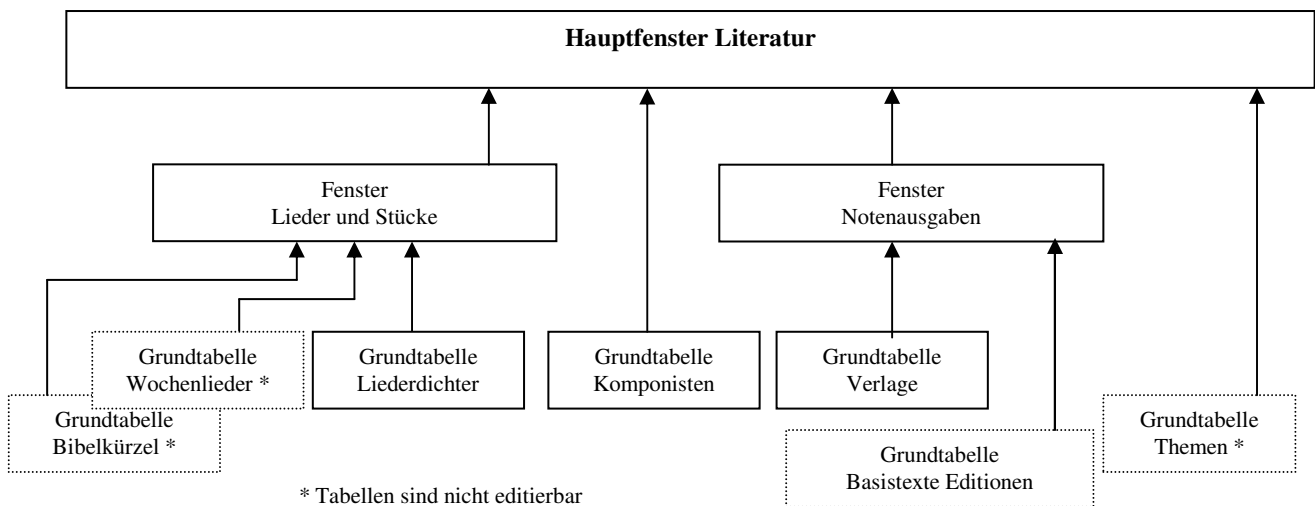 Hauptfenster Literatur
Fenster
Lieder und Stücke
Fenster
Notenausgaben
Grundtabelle
Wochenlieder *
Grundtabelle
Liederdichter
Grundtabelle
Komponisten
Grundtabelle
Verlage
Grundtabelle
Bibelkürzel *
Grundtabelle
Themen *
Grundtabelle
Basistexte Editionen
* Tabellen sind nicht editierbar